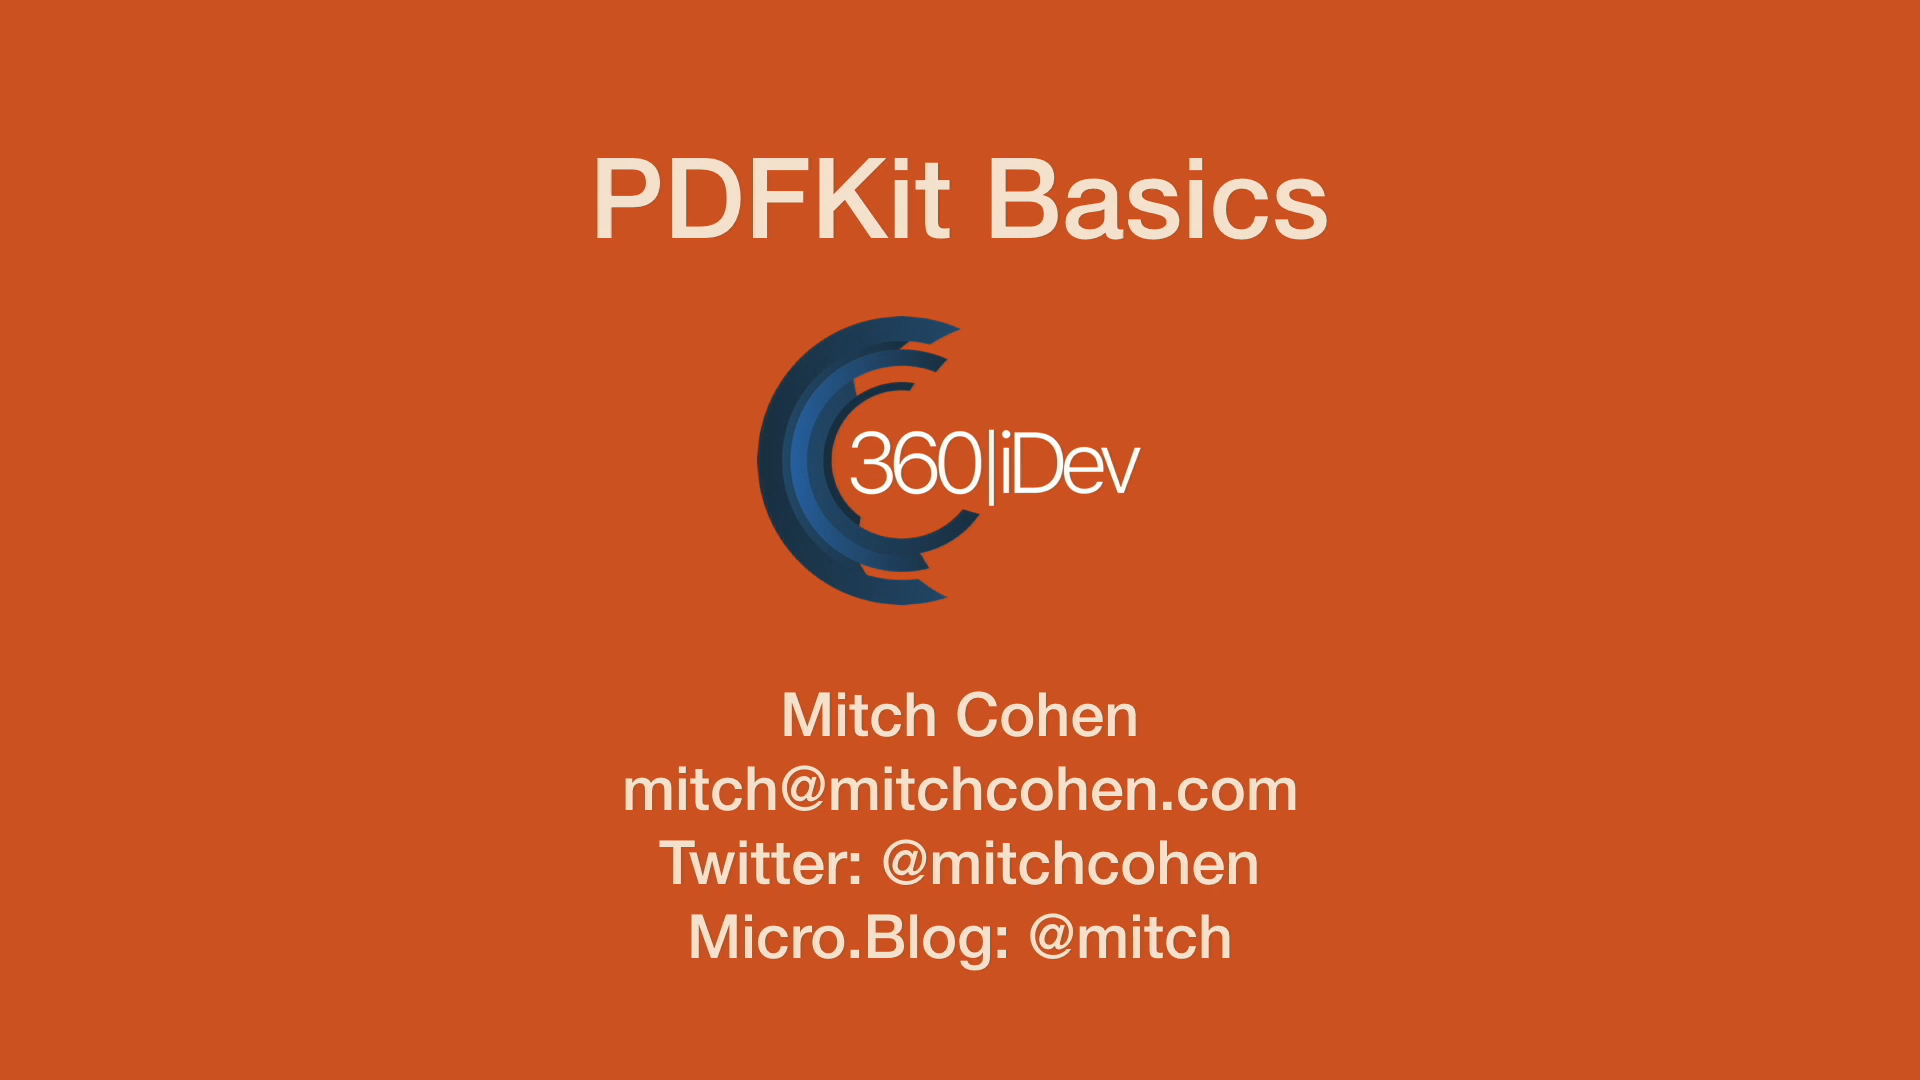 PDFKit Basics
360|iDev
Mitch Cohen
mitch@mitchcohen.com
Twitter: @mitchcohen
Micro.Blog: @mitch